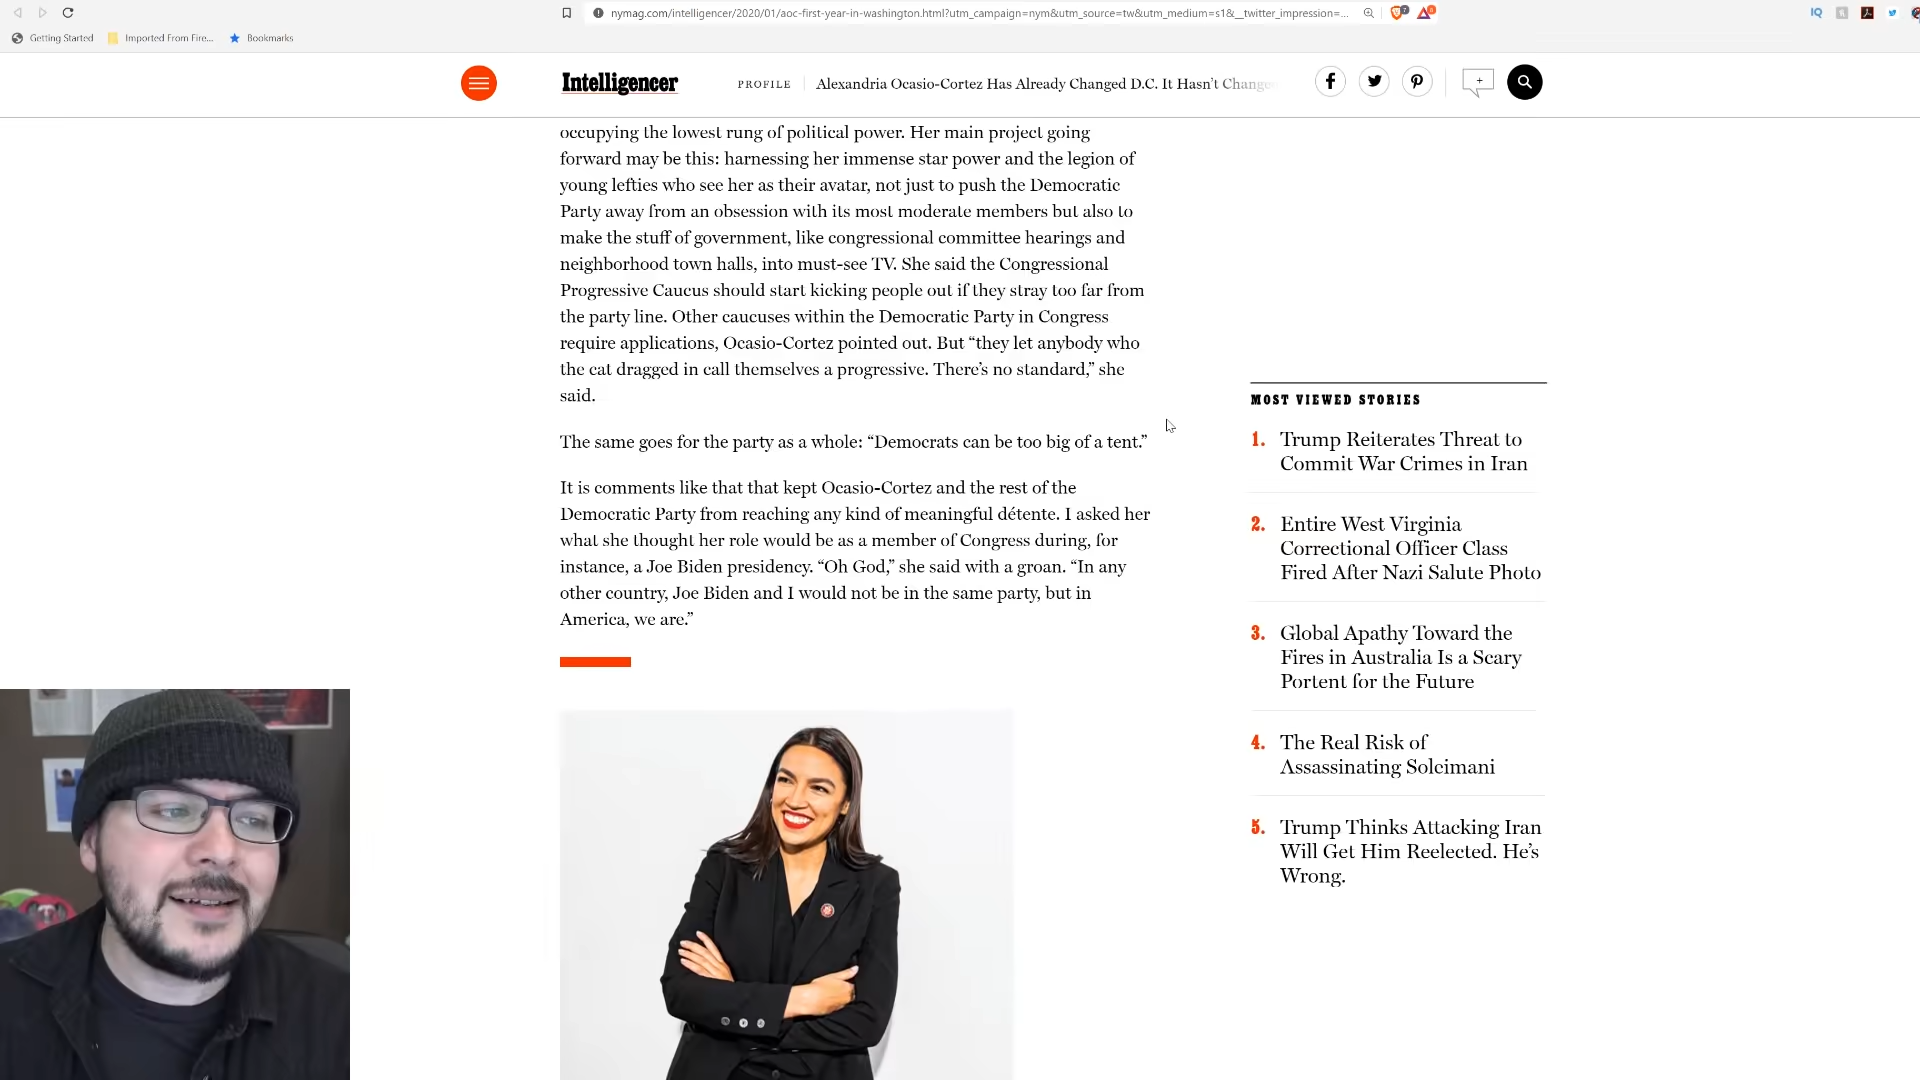 nymag.com/intelligencer/2020/01/aoc-first-year-in-washington.html?utm_campaign=nym&utm_source=tw&utm_medium=s1&__twitter_impression=...
IQ
Getting Started
Imported From Fire...
Bookmarks
Intelligencer
PROFILE
Alexandria Ocasio-Cortez Has Already Changed D.C. It Hasn't Change
occupying the lowest rung of political power. Her main project going
forward may be this: harnessing her immense star power and the legion of
young lefties who see her as their avatar, not just to push the Democratic
Party away from an obsession with its most moderate members but also to
make the stuff of government, like congressional committee hearings and
neighborhood town halls, into must-see TV. She said the Congressional
Progressive Caucus should start kicking people out if they stray too far from
the party line. Other caucuses within the Democratic Party in Congress
require applications, Ocasio-Cortez pointed out. But “they let anybody who
the cat dragged in call themselves a progressive. There’s no standard,” she
said.
The same goes for the party as a whole: “Democrats can be too big of a tent.”
It is comments like that that kept Ocasio-Cortez and the rest of the
Democratic Party from reaching any kind of meaningful détente. I asked her
what she thought her role would be as a member of Congress during, for
instance, a Joe Biden presidency. “Oh God,” she said with a groan. “In any
other country, Joe Biden and I would not be in the same party, but in
America, we are.”
MOST VIEWED STORIES
1. Trump Reiterates Threat to
Commit War Crimes in Iran
2. Entire West Virginia
Correctional Officer Class
Fired After Nazi Salute Photo
3. Global Apathy Toward the
Fires in Australia Is a Scary
Portent for the Future
4. The Real Risk of
Assassinating Soleimani
5. Trump Thinks Attacking Iran
Will Get Him Reelected. He’s
Wrong.